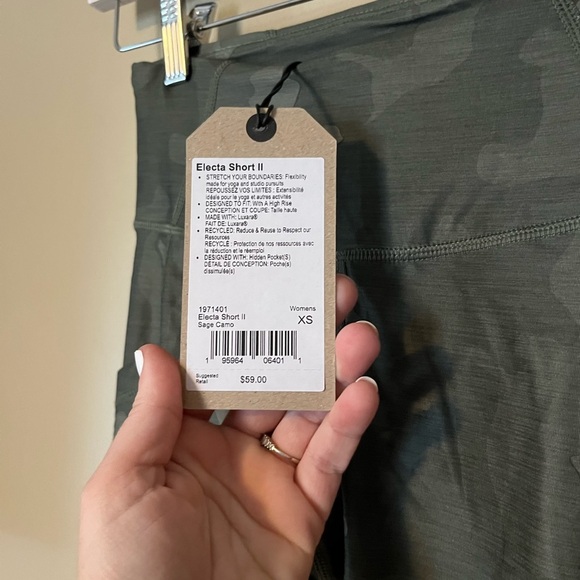 Electa Short II
• STRETCH YOUR BOUNDARIES: Flexibility
made for yoga and studio pursuits
REPOUSSEZ VOS LIMITES : Extensibilité
idéale pour le yoga et autres activités
• DESIGNED TO FIT: With A High Rise
CONCEPTION ET COUPE: Taille haute
• MADE WITH: Luxara®
FAIT DE: Luxara®
• RECYCLED: Reduce & Reuse to Respect our
Resources
RECYCLÉ : Protection de nos ressources avec
la réduction et le réemploi
• DESIGNED WITH: Hidden Pocket(S)
DÉTAIL DE CONCEPTION: Poche(s)
dissimulée(s)
1971401 Womens
Electa Short II XS
Sage Camo
1 95964 06401 1
Suggested
Retail $59.00